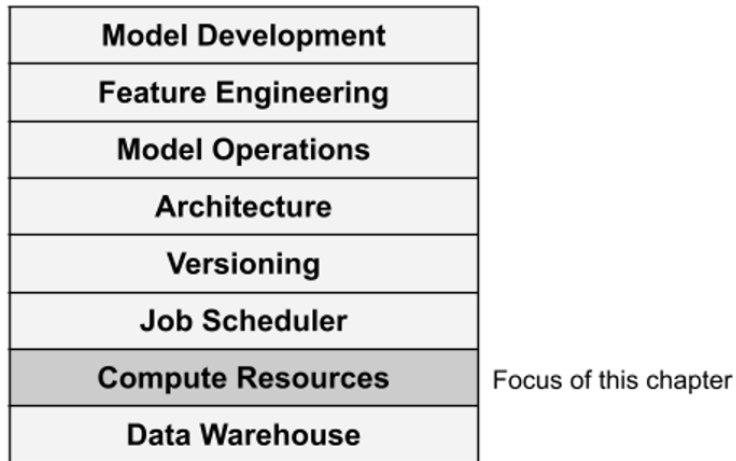 Model Development
Feature Engineering
Model Operations
Architecture
Versioning
Job Scheduler
Compute Resources Focus of this chapter
Data Warehouse